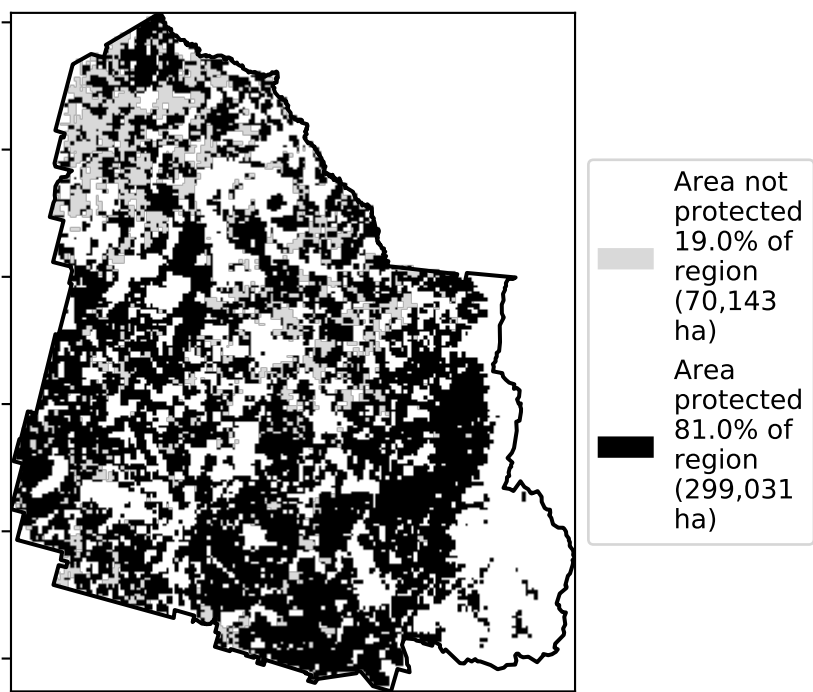 Area not
protected
19.0% of
region
(70,143
ha)
Area
protected
81.0% of
region
(299,031
ha)